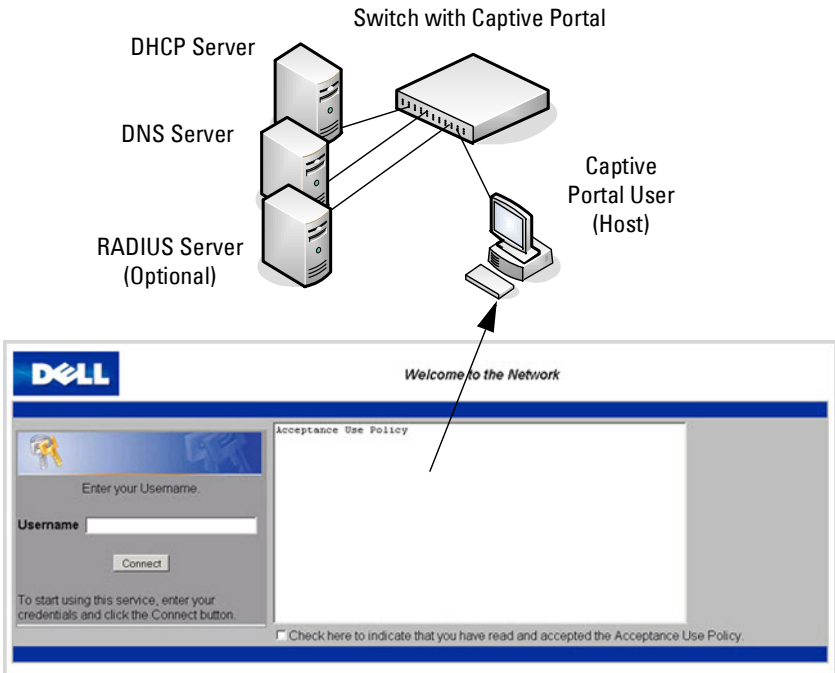 Switch with Captive Portal
DHCP Server
DNS Server
Captive
Portal User
(Host)
RADIUS Server
(Optional)
DELL
Welcome to the Network
Acceptance Use Policy
Enter your Username.
Username
Connect
To start using this service, enter your
credentials and click the Connect button.
Check here to indicate that you have read and accepted the Acceptance Use Policy.